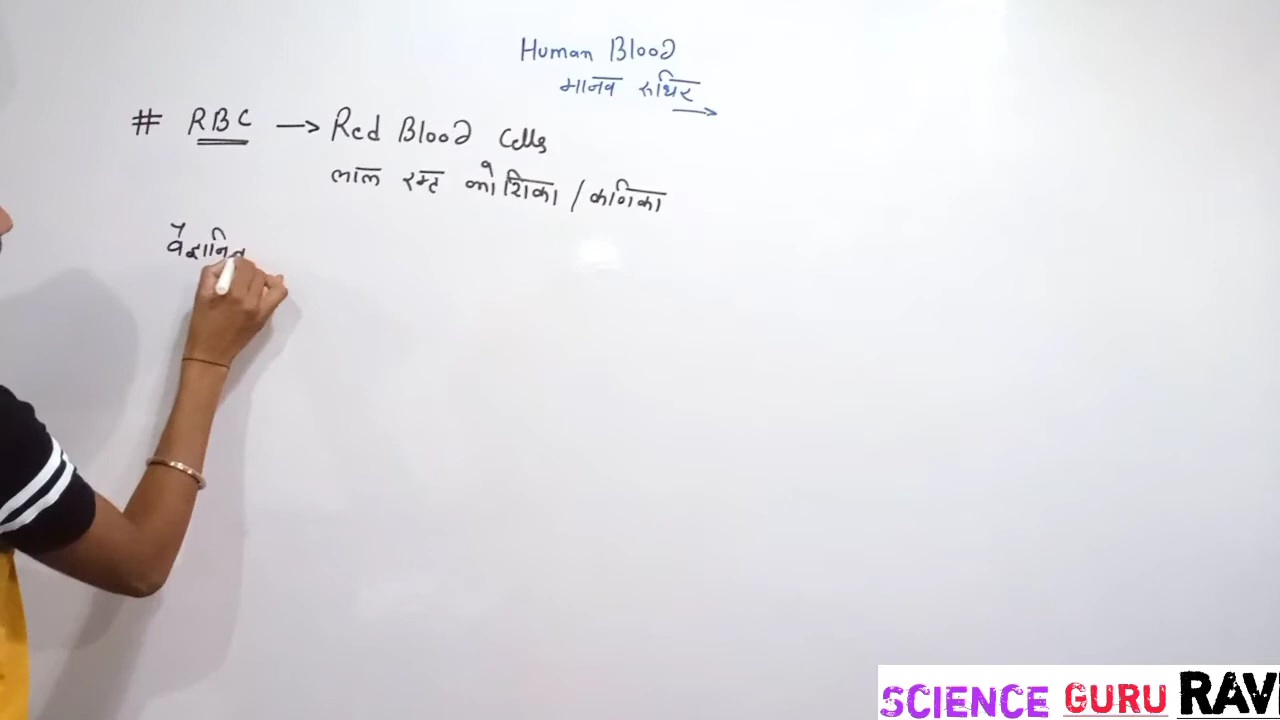 Human Blood
मानव रुधिर
# RBC → Red Blood Cells
लाल रक्त कोशिका / कणिका
वैज्ञानिक
SCIENCE GURU RAVI